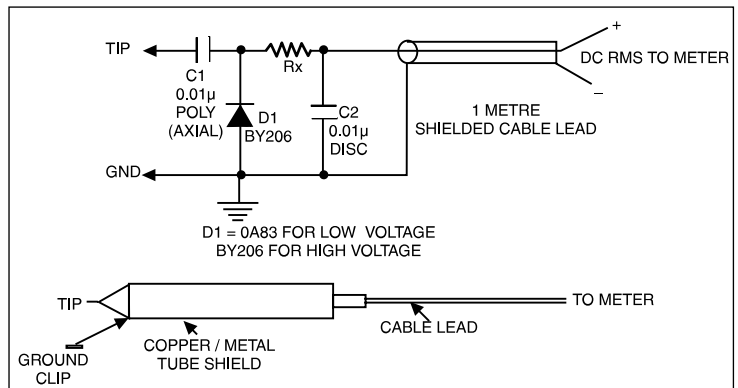 TIP
C1
0.01µ
POLY
(AXIAL)
Rx
D1
BY206
C2
0.01µ
DISC
+
DC RMS TO METER
–
1 METRE
SHIELDED CABLE LEAD
GND
D1 = 0A83 FOR LOW VOLTAGE
BY206 FOR HIGH VOLTAGE
TIP
TO METER
CABLE LEAD
COPPER / METAL
TUBE SHIELD
GROUND
CLIP